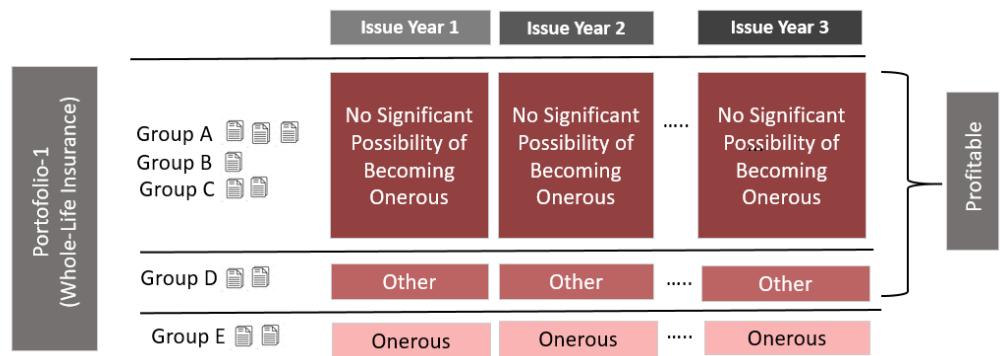 Issue Year 1
Issue Year 2
Issue Year 3
Portofolio-1
(Whole-Life Insurance)
Group A
Group B
Group C
No Significant
Possibility of
Becoming
Onerous
No Significant
Possibility of
Becoming
Onerous
.....
No Significant
Possibility of
...
Becoming
Onerous
Profitable
Group D
Other
Other
.....
Other
Group E
Onerous
Onerous
.....
Onerous